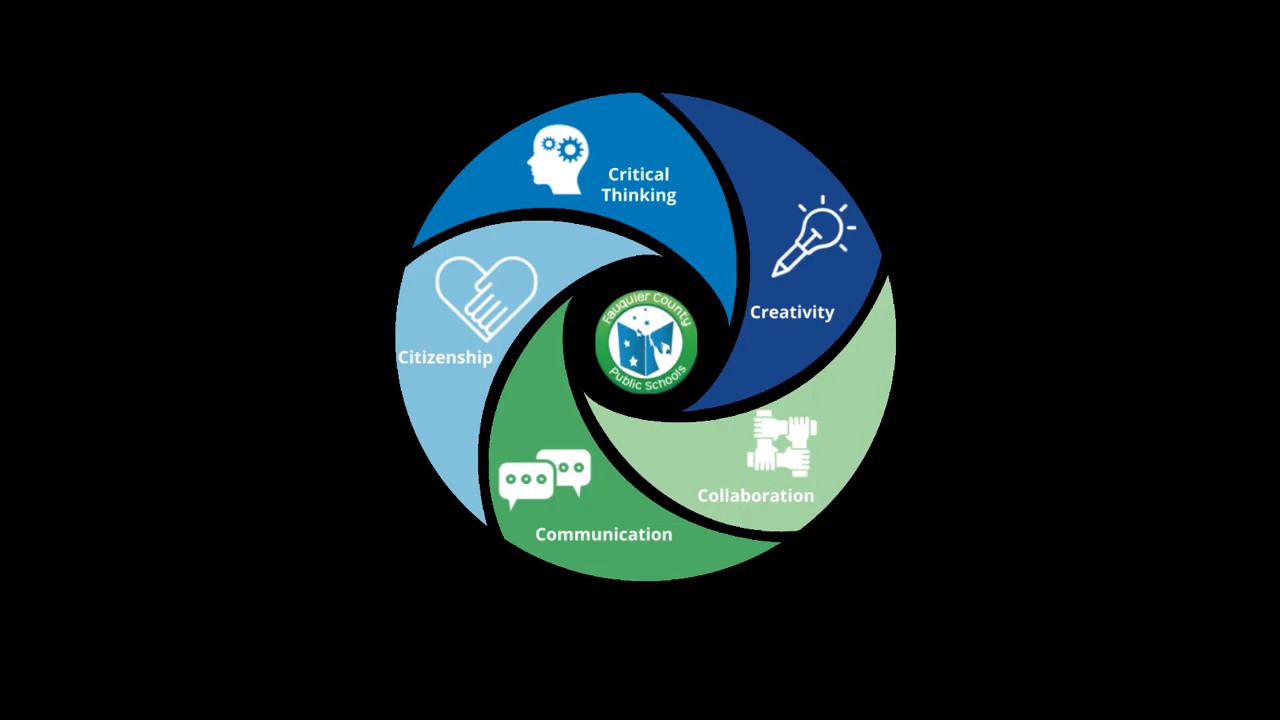 Critical
Thinking
Creativity
Citizenship
Fauquier County
Public Schools
Collaboration
Communication